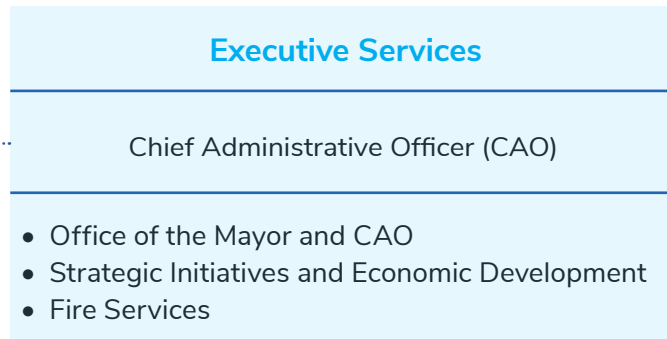 Executive Services
Chief Administrative Officer (CAO)
• Office of the Mayor and CAO
• Strategic Initiatives and Economic Development
• Fire Services